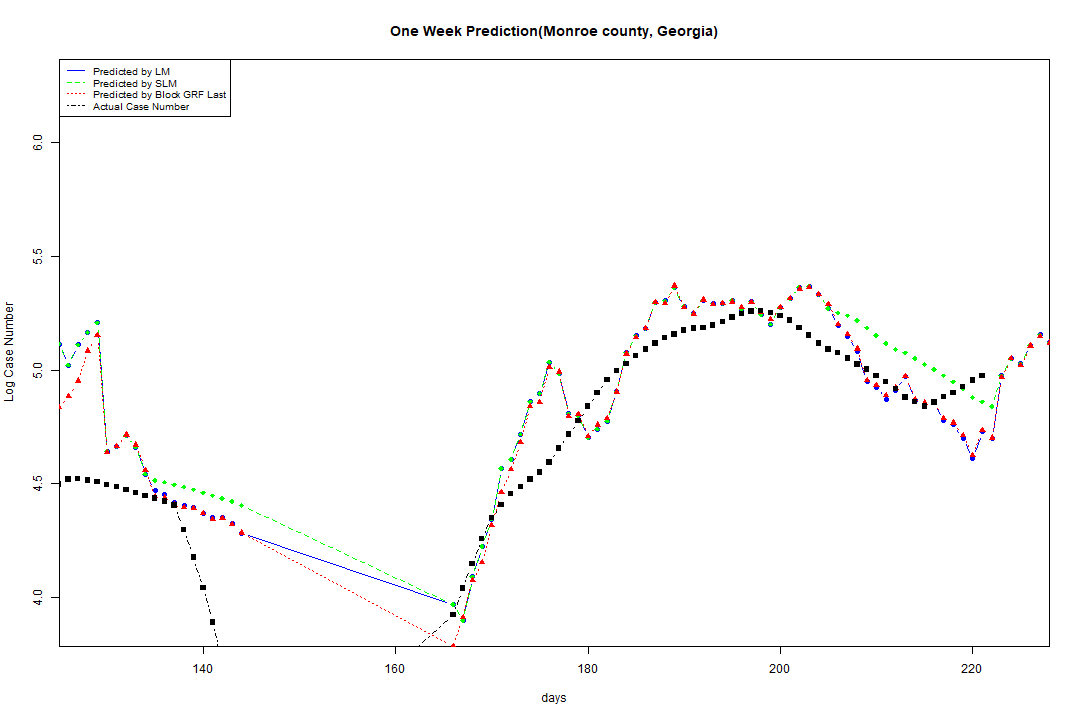 One Week Prediction(Monroe county, Georgia)
Predicted by LM
Predicted by SLM
Predicted by Block GRF Last
Actual Case Number
Log Case Number
6.0
5.5
5.0
4.5
4.0
140 160 180 200 220
days